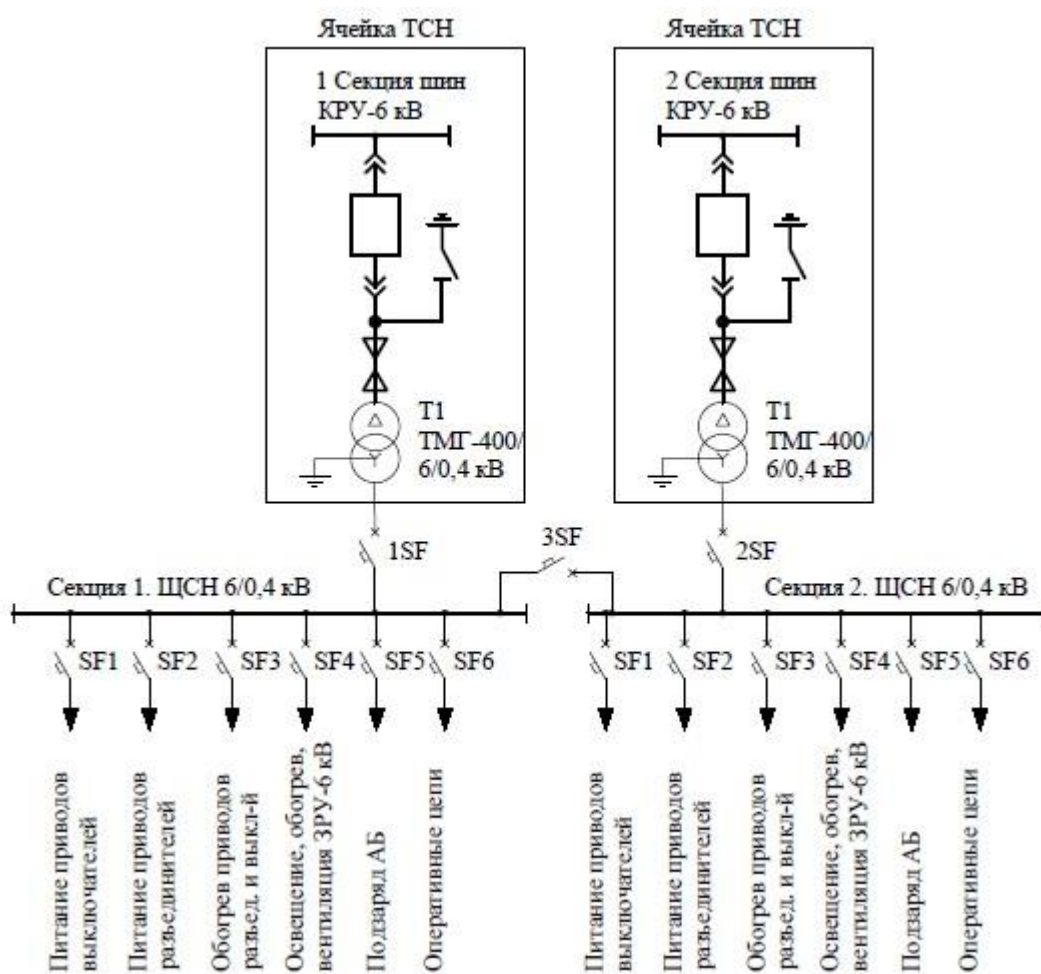 Ячейка ТСН
Ячейка ТСН
1 Секция шин
КРУ-6 кВ
2 Секция шин
КРУ-6 кВ
Т1
ТМГ-400/
6/0,4 кВ
Т1
ТМГ-400/
6/0,4 кВ
1SF
3SF
2SF
Секция 1. ЩСН 6/0,4 кВ
Секция 2. ЩСН 6/0,4 кВ
SF1
SF2
SF3
SF4
SF5
SF6
SF1
SF2
SF3
SF4
SF5
SF6
Питание приводов
выключателей
Питание приводов
разъединителей
Обогрев приводов
разъед. и выкл-й
Освещение, обогрев,
вентиляция ЗРУ-6 кВ
Подзаряд АБ
Оперативные цепи
Питание приводов
выключателей
Питание приводов
разъединителей
Обогрев приводов
разъед. и выкл-й
Освещение, обогрев,
вентиляция ЗРУ-6 кВ
Подзаряд АБ
Оперативные цепи